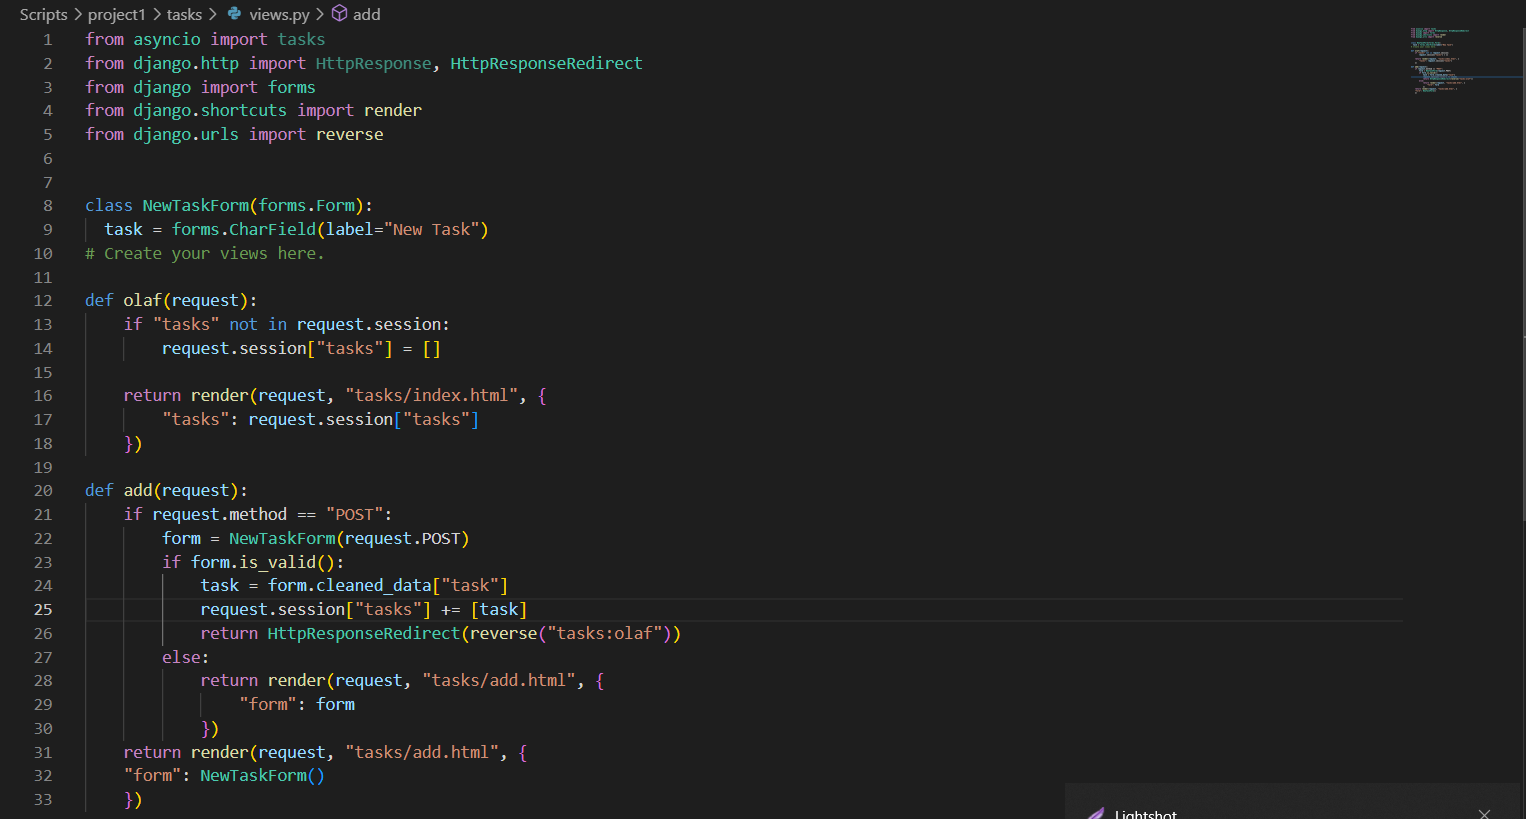 Scripts > project1 > tasks > views.py > add
1 from asyncio import tasks
2 from django.http import HttpResponse, HttpResponseRedirect
3 from django import forms
4 from django.shortcuts import render
5 from django.urls import reverse
6
7
8 class NewTaskForm(forms.Form):
9   task = forms.CharField(label="New Task")
10 # Create your views here.
11
12 def olaf(request):
13     if "tasks" not in request.session:
14         request.session["tasks"] = []
15
16     return render(request, "tasks/index.html", {
17         "tasks": request.session["tasks"]
18     })
19
20 def add(request):
21     if request.method == "POST":
22         form = NewTaskForm(request.POST)
23         if form.is_valid():
24             task = form.cleaned_data["task"]
25             request.session["tasks"] += [task]
26             return HttpResponseRedirect(reverse("tasks:olaf"))
27         else:
28             return render(request, "tasks/add.html", {
29                 "form": form
30             })
31     return render(request, "tasks/add.html", {
32     "form": NewTaskForm()
33     })
Lightshot